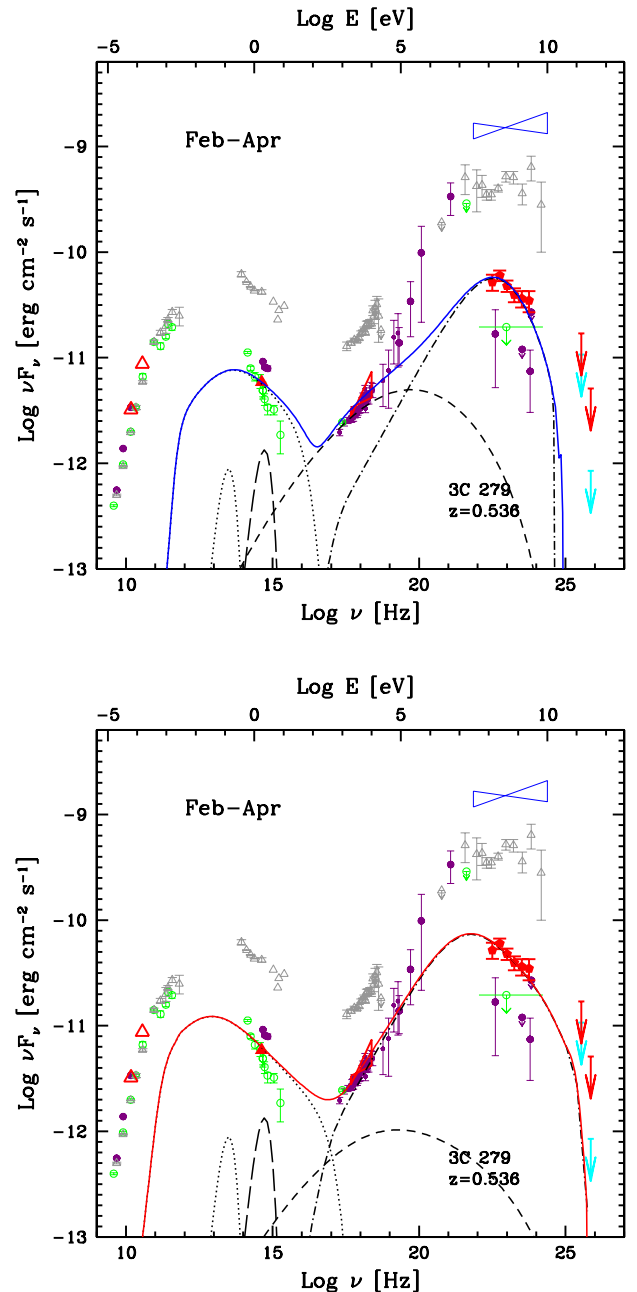 Log E [eV]
−5 0 5 10
Feb−Apr
−9
−10
−11
−12
−13
Log νFν [erg cm−2 s−1]
3C 279
z=0.536
10 15 20 25
Log ν [Hz]
Log E [eV]
−5 0 5 10
Feb−Apr
−9
−10
−11
−12
−13
Log νFν [erg cm−2 s−1]
3C 279
z=0.536
10 15 20 25
Log ν [Hz]